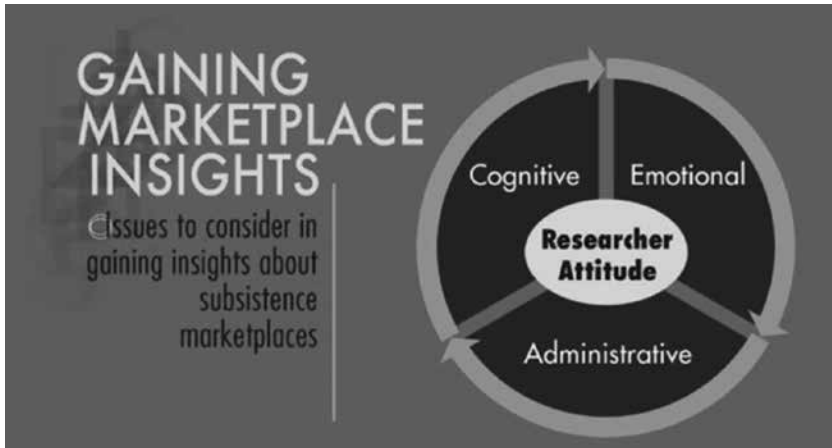 GAINING
MARKETPLACE
INSIGHTS
Issues to consider in
gaining insights about
subsistence
marketplaces
Cognitive
Emotional
Researcher
Attitude
Administrative